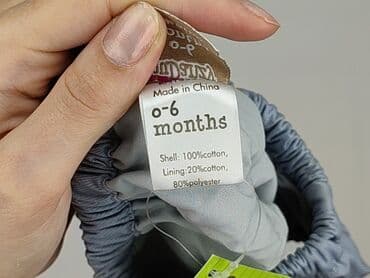 Made in China
0-6
months
Shell: 100%cotton,
Lining:20%cotton,
80%polyester